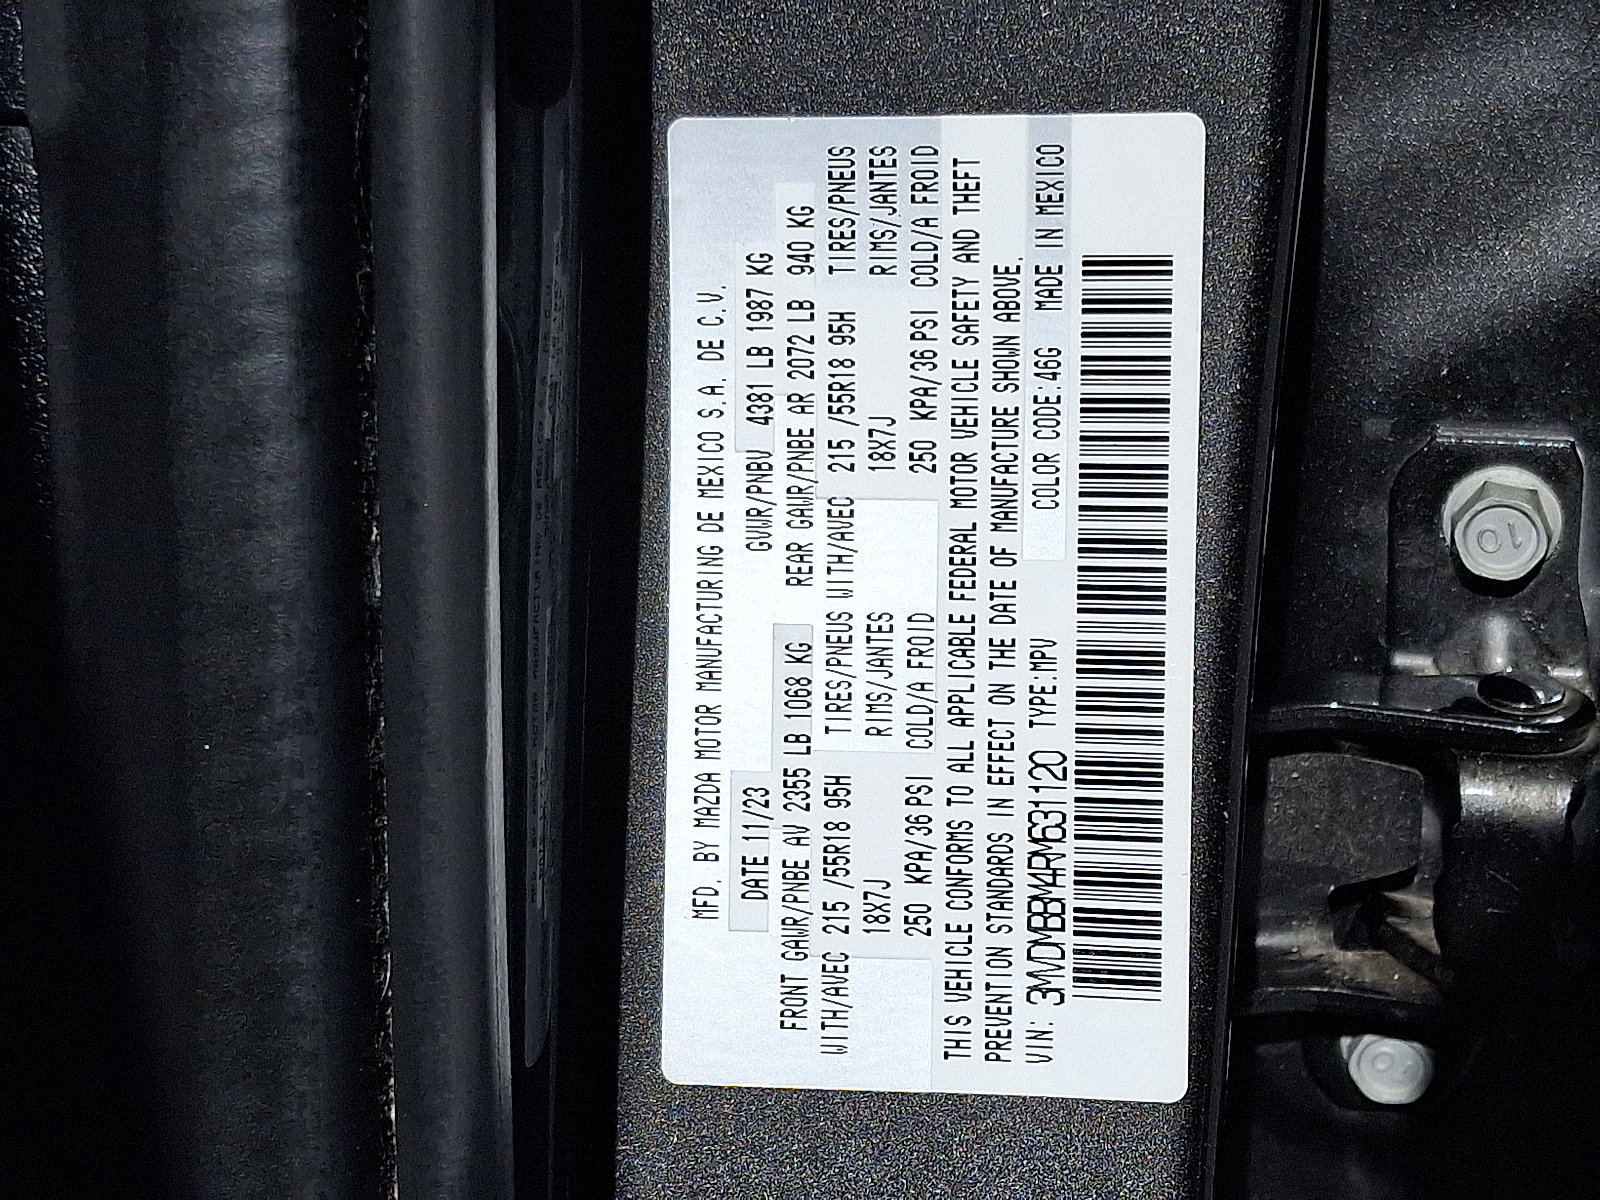 MFD. BY MAZDA MOTOR MANUFACTURING DE MEXICO S.A. DE C.V.
DATE 11/23 GVWR/PNBV 4381 LB 1987 KG
FRONT GAWR/PNBE AV 2355 LB 1068 KG REAR GAWR/PNBE AR 2072 LB 940 KG
WITH/AVEC 215 /55R18 95H TIRES/PNEUS WITH/AVEC 215 /55R18 95H TIRES/PNEUS
18X7J RIMS/JANTES 18X7J RIMS/JANTES
250 KPA/36 PSI COLD/A FROID 250 KPA/36 PSI COLD/A FROID
THIS VEHICLE CONFORMS TO ALL APPLICABLE FEDERAL MOTOR VEHICLE SAFETY AND THEFT
PREVENTION STANDARDS IN EFFECT ON THE DATE OF MANUFACTURE SHOWN ABOVE.
VIN: 3MVDMBBM4RM631120 TYPE:MPV COLOR CODE:46G MADE IN MEXICO
10